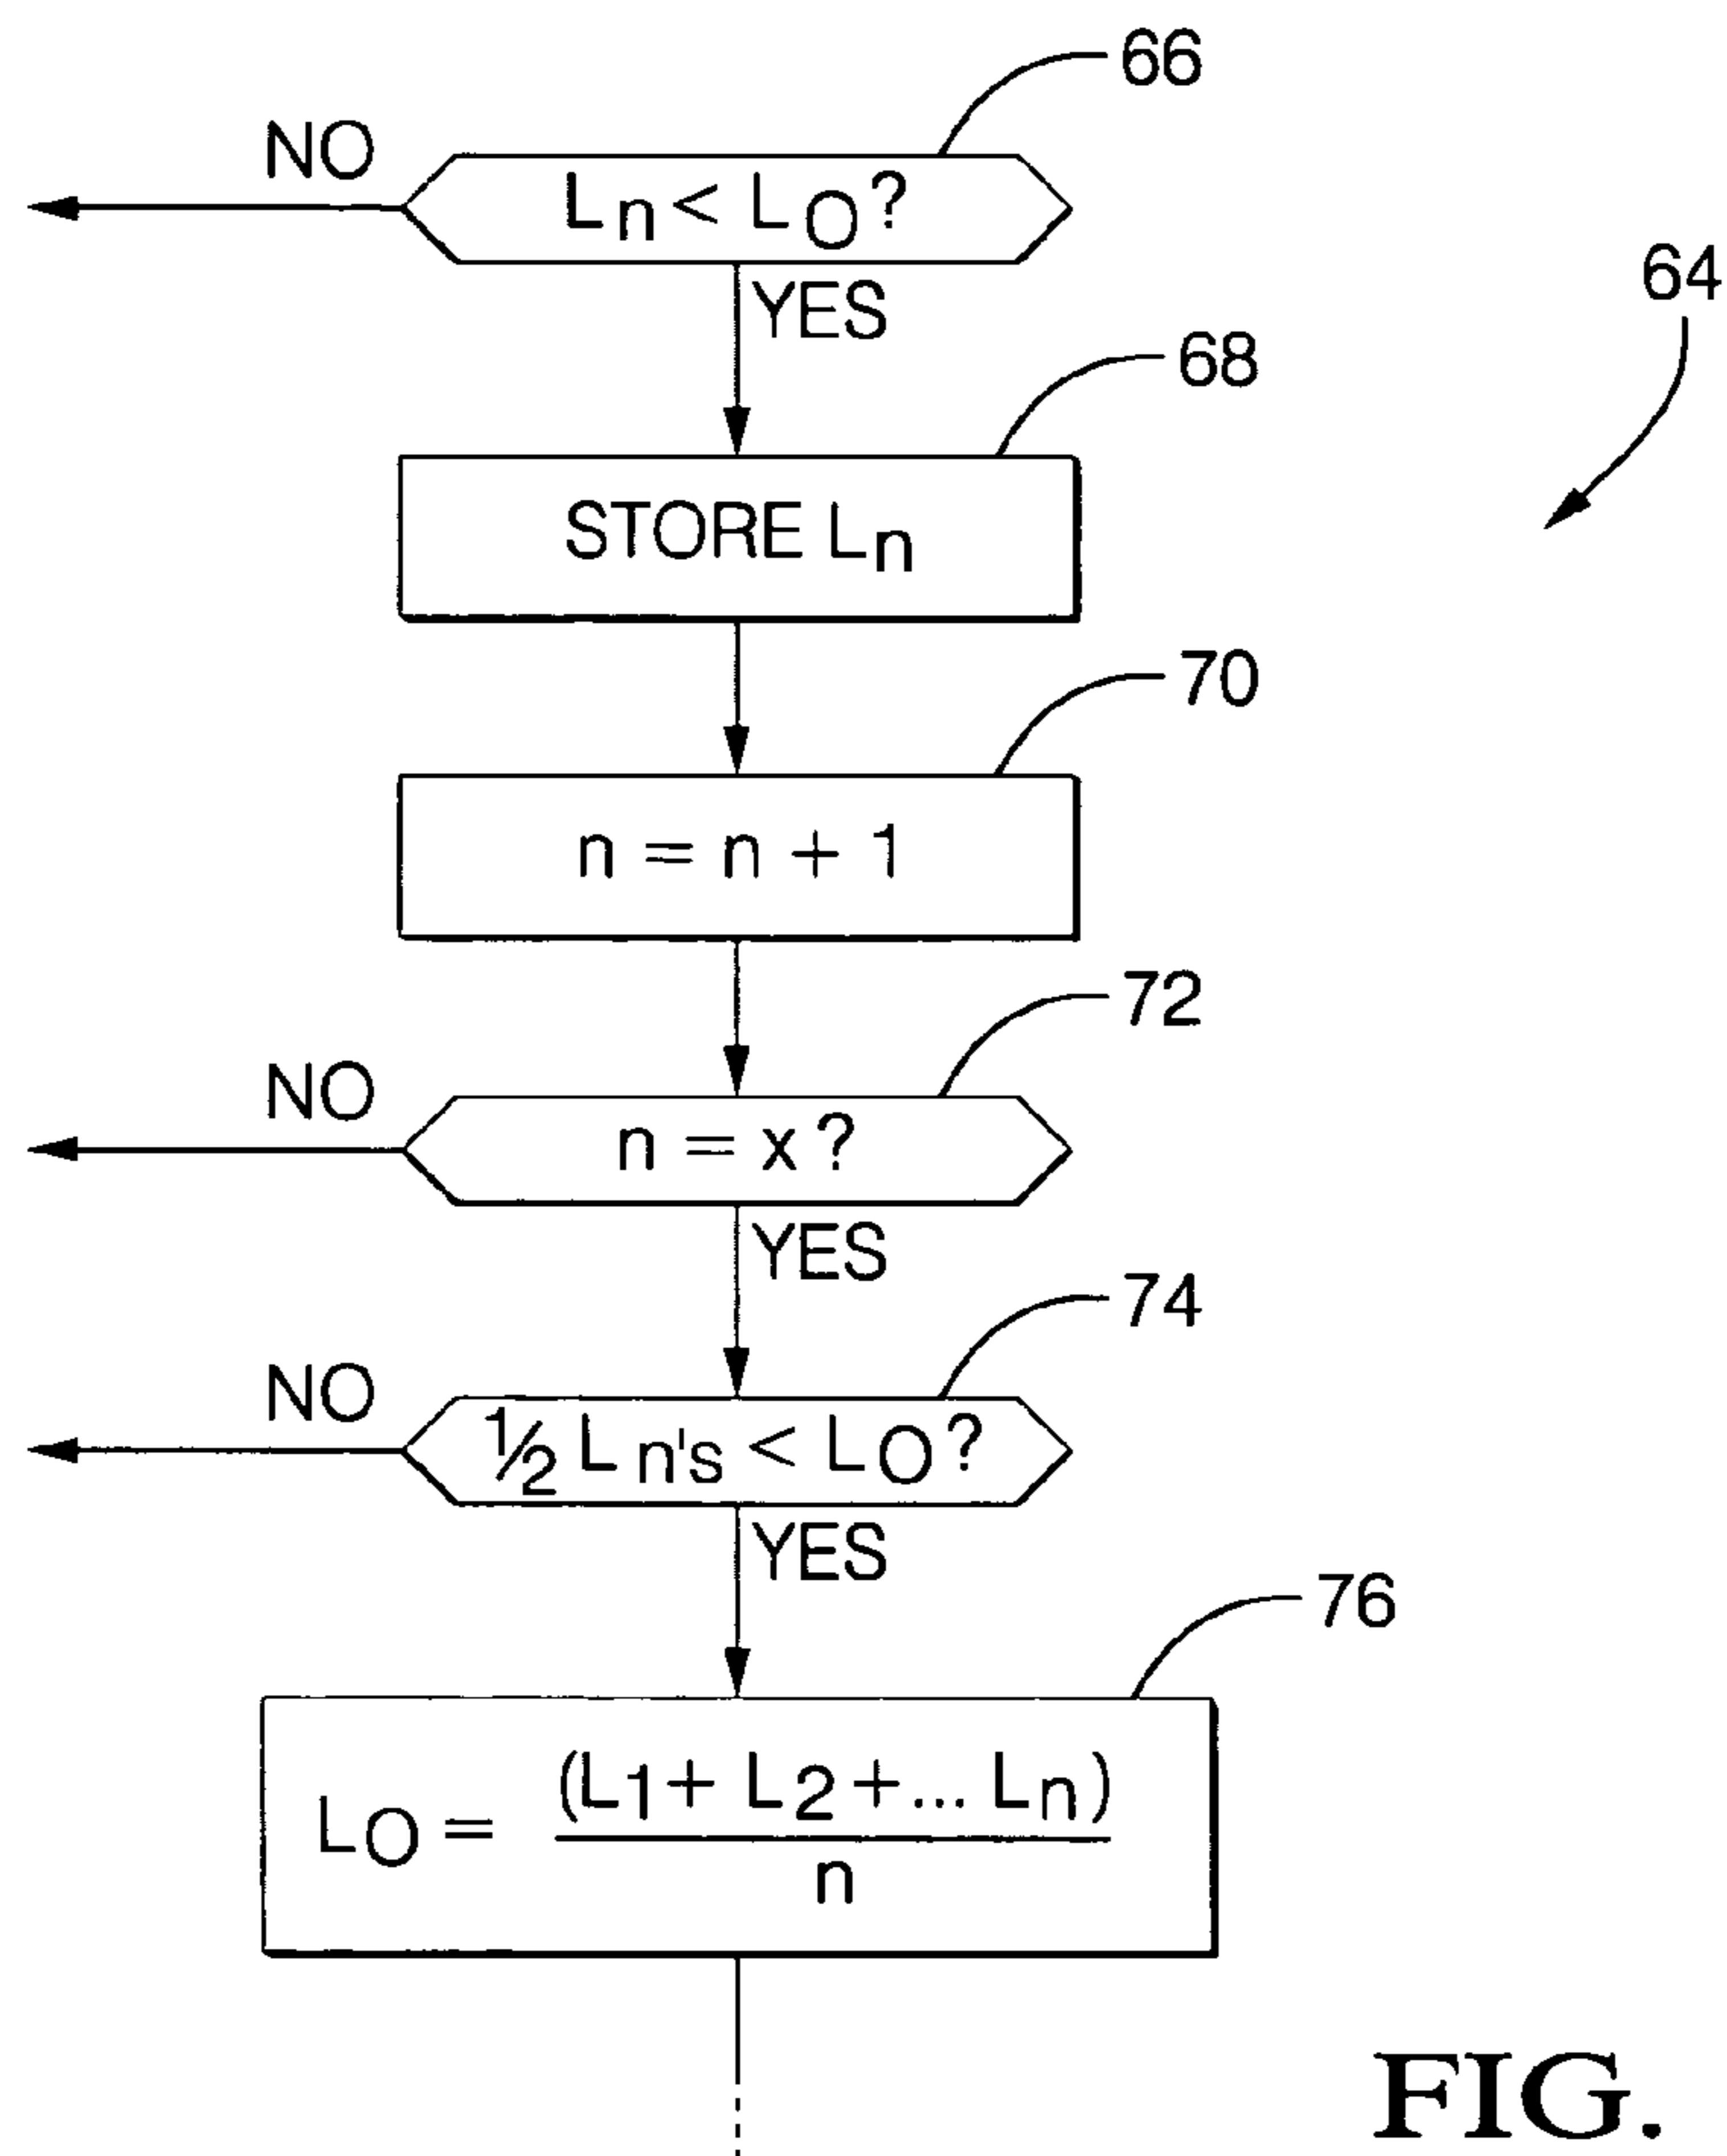 66
NO
Ln < LO?
YES
64
68
STORE Ln
70
n = n + 1
72
NO
n = x?
YES
74
NO
½ Ln's < LO?
YES
76
LO = (L1 + L2 +... Ln) / n
FIG.